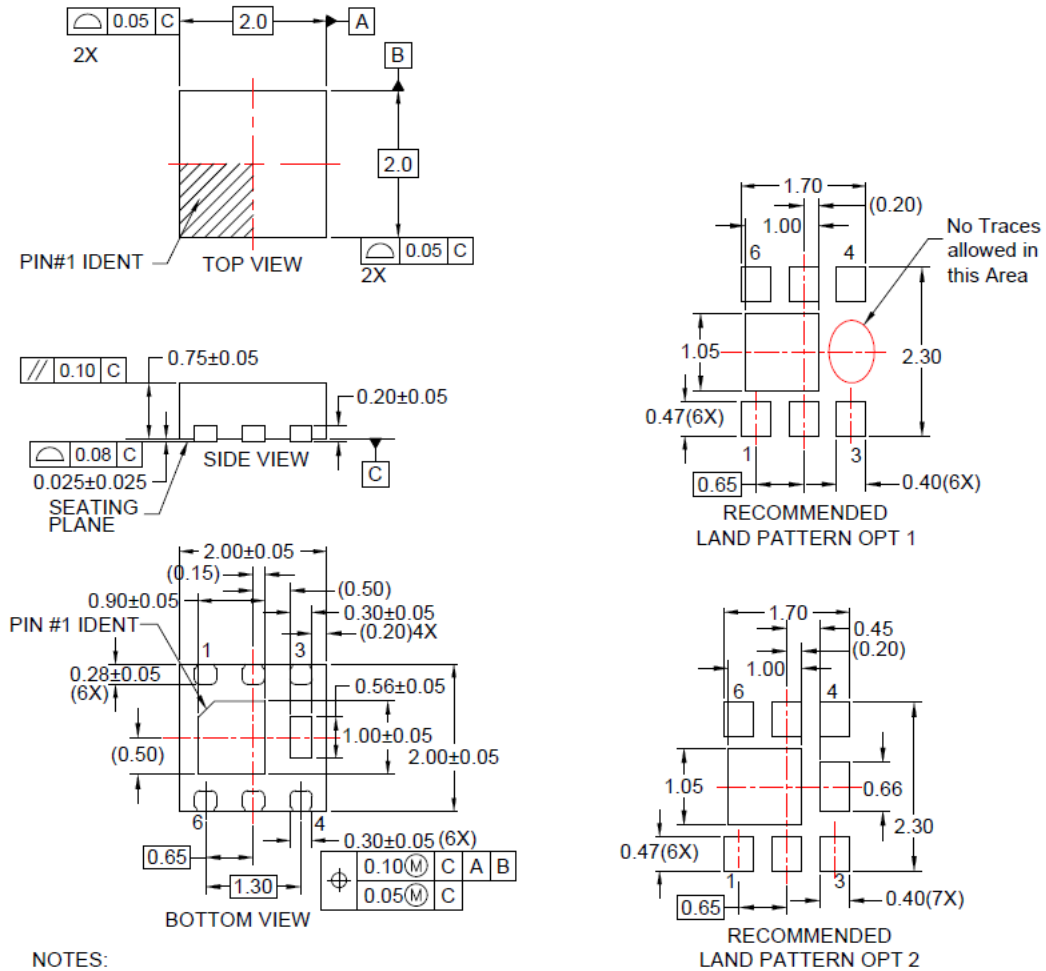 ⌓ 0.05 C
2.0
A
2X
B
2.0
PIN#1 IDENT
TOP VIEW
⌓ 0.05 C
2X
// 0.10 C
0.75±0.05
0.20±0.05
⌓ 0.08 C
SIDE VIEW
0.025±0.025
C
SEATING
PLANE
2.00±0.05
(0.15)
(0.50)
0.90±0.05
0.30±0.05
PIN #1 IDENT
(0.20)4X
1
3
0.28±0.05
(6X)
0.56±0.05
(0.50)
1.00±0.05
2.00±0.05
6
4
0.30±0.05 (6X)
0.65
⌖ 0.10Ⓜ C A B
0.05Ⓜ C
1.30
BOTTOM VIEW
NOTES:
1.70
(0.20)
1.00
No Traces
allowed in
this Area
6
4
1.05
2.30
0.47(6X)
1
3
0.65
0.40(6X)
RECOMMENDED
LAND PATTERN OPT 1
1.70
0.45
(0.20)
1.00
6
4
1.05
0.66
2.30
0.47(6X)
1
3
0.65
0.40(7X)
RECOMMENDED
LAND PATTERN OPT 2